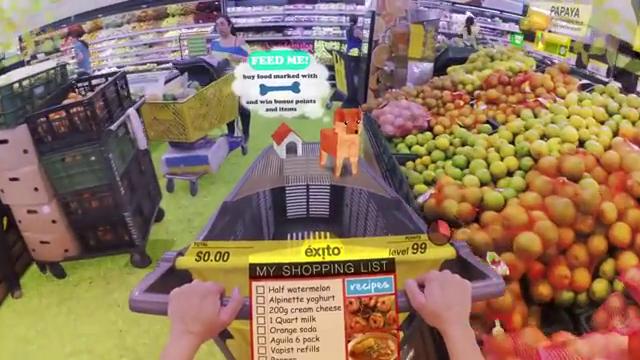 PAPAYA
FEED ME!
buy food marked with
and win bonus points
and items
TOTAL
$0.00
éxito
POINTS
level 99
MY SHOPPING LIST
Half watermelon
Alpinette yoghurt
200g cream cheese
1 Quart milk
Orange soda
Aguila 6 pack
Vapist refills
recipes